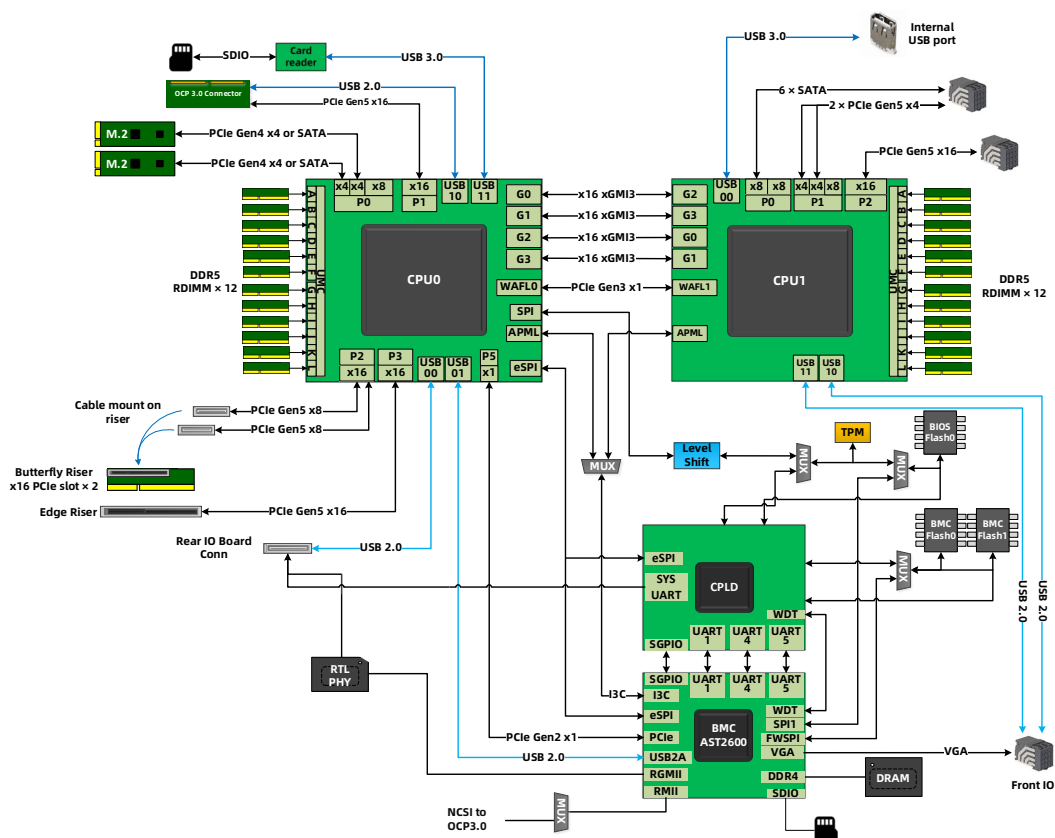 Internal
USB port
USB 3.0
SDIO
Card
reader
USB 3.0
USB 2.0
OCP 3.0 Connector
PCIe Gen5 x16
6 × SATA
2 × PCIe Gen5 x4
M.2
PCIe Gen4 x4 or SATA
M.2
PCIe Gen4 x4 or SATA
PCIe Gen5 x16
x4 x4 x8
P0
x16
P1
USB
10
USB
11
USB
00
x8 x8
P0
x4 x4 x8
P1
x16
P2
A
B
C
D
E
F
G
H
I
J
K
L
UMC
DDR5
RDIMM × 12
CPU0
G0
G1
G2
G3
WAFL0
SPI
APML
eSPI
x16 xGMI3
x16 xGMI3
x16 xGMI3
x16 xGMI3
PCIe Gen3 x1
G2
G3
G0
G1
WAFL1
APML
CPU1
UMC
A
B
C
D
E
F
G
H
I
J
K
L
DDR5
RDIMM × 12
P2
x16
P3
x16
USB
00
USB
01
P5
x1
USB
11
USB
10
Cable mount on
riser
PCIe Gen5 x8
PCIe Gen5 x8
Butterfly Riser
x16 PCIe slot × 2
Edge Riser
PCIe Gen5 x16
Rear IO Board
Conn
USB 2.0
MUX
Level
Shift
MUX
TPM
MUX
BIOS
Flash0
BMC
Flash0
BMC
Flash1
MUX
USB 2.0
USB 2.0
eSPI
SYS
UART
CPLD
WDT
SGPIO
UART
1
UART
4
UART
5
RTL
PHY
SGPIO
UART
1
UART
4
UART
5
I3C
I3C
eSPI
PCIe Gen2 x1
PCIe
USB 2.0
USB2A
RGMII
RMII
BMC
AST2600
WDT
SPI1
FWSPI
VGA
DDR4
SDIO
VGA
DRAM
Front IO
NCSI to
OCP3.0
MUX